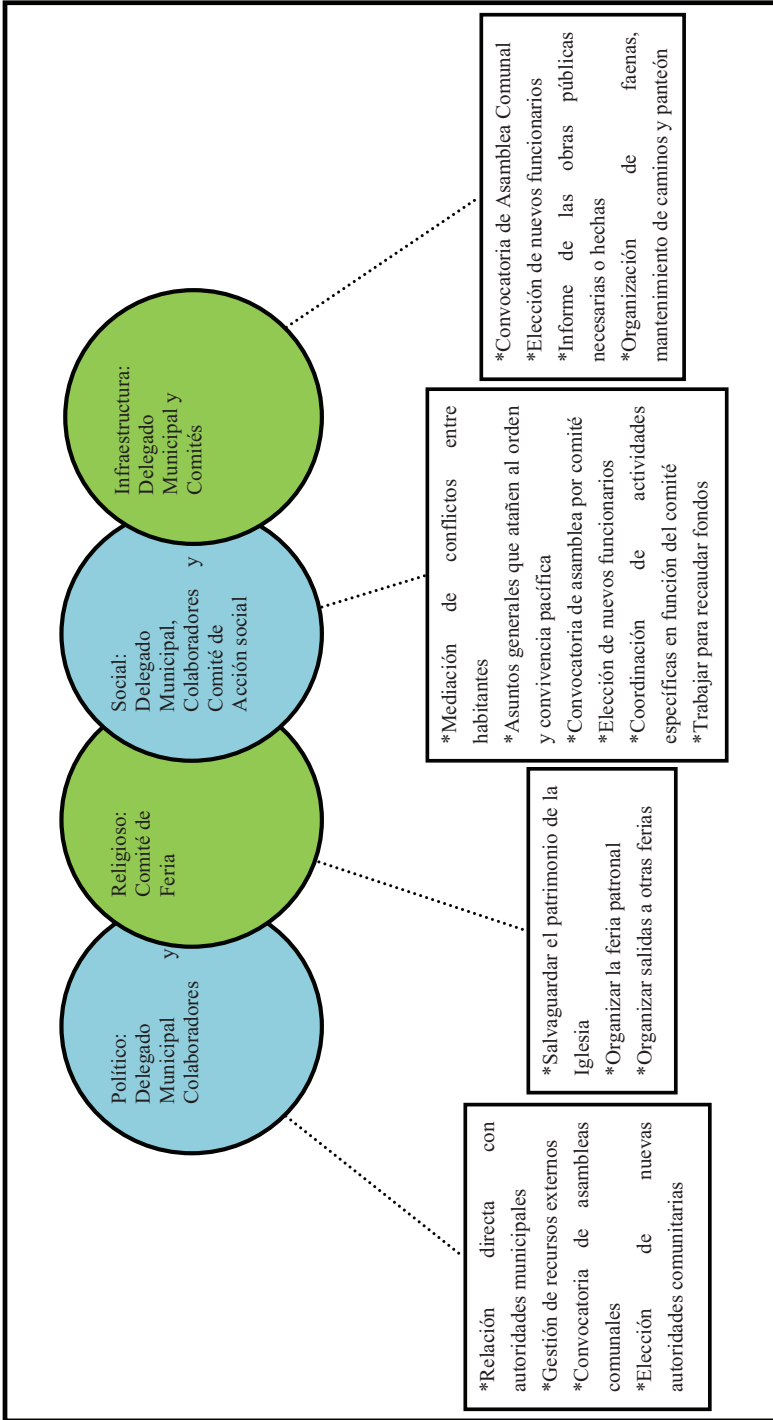 Político:
Delegado
Municipal y
Colaboradores
Religioso:
Comité de
Feria
Social:
Delegado
Municipal,
Colaboradores y
Comité de
Acción social
Infraestructura:
Delegado
Municipal y
Comités
*Relación directa con
autoridades municipales
*Gestión de recursos externos
*Convocatoria de asambleas
comunales
*Elección de nuevas
autoridades comunitarias
*Salvaguardar el patrimonio de la
Iglesia
*Organizar la feria patronal
*Organizar salidas a otras ferias
*Mediación de conflictos entre
habitantes
*Asuntos generales que atañen al orden
y convivencia pacífica
*Convocatoria de asamblea por comité
*Elección de nuevos funcionarios
*Coordinación de actividades
específicas en función del comité
*Trabajar para recaudar fondos
*Convocatoria de Asamblea Comunal
*Elección de nuevos funcionarios
*Informe de las obras públicas
necesarias o hechas
*Organización de faenas,
mantenimiento de caminos y panteón